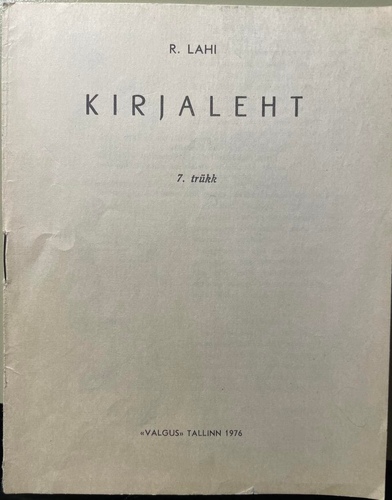 R. LAHI
KIRJALEHT
7. trükk
«VALGUS» TALLINN 1976